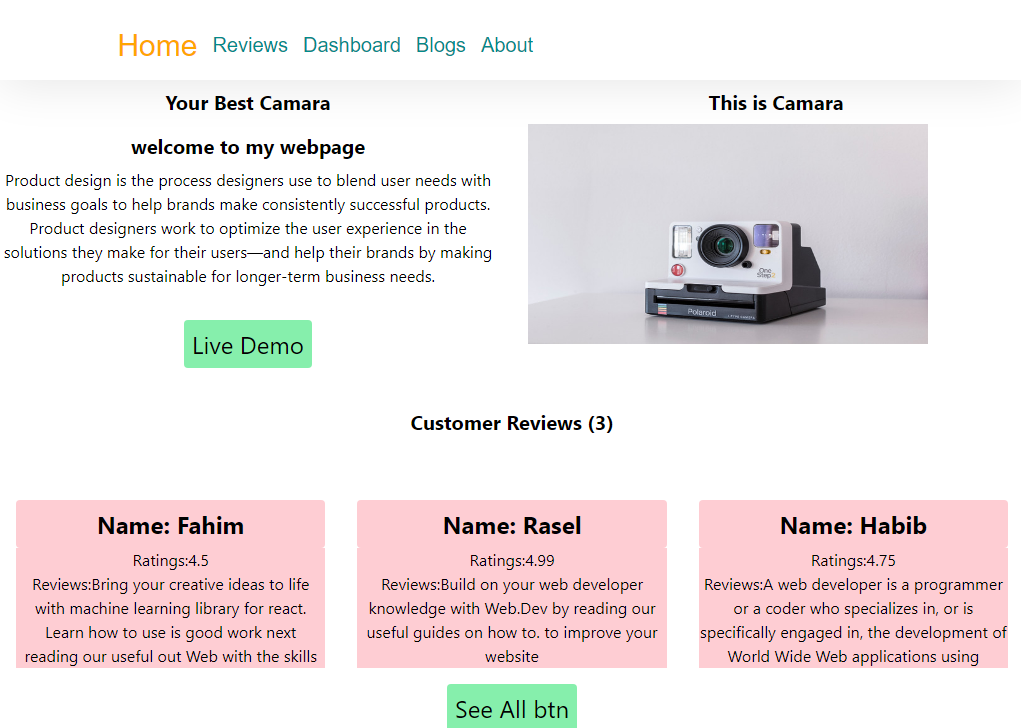 Home Reviews Dashboard Blogs About
Your Best Camara
welcome to my webpage
Product design is the process designers use to blend user needs with
business goals to help brands make consistently successful products.
Product designers work to optimize the user experience in the
solutions they make for their users—and help their brands by making
products sustainable for longer-term business needs.
Live Demo
This is Camara
OneStep2
Polaroid
Customer Reviews (3)
Name: Fahim
Ratings:4.5
Reviews:Bring your creative ideas to life
with machine learning library for react.
Learn how to use is good work next
reading our useful out Web with the skills
Name: Rasel
Ratings:4.99
Reviews:Build on your web developer
knowledge with Web.Dev by reading our
useful guides on how to. to improve your
website
Name: Habib
Ratings:4.75
Reviews:A web developer is a programmer
or a coder who specializes in, or is
specifically engaged in, the development of
World Wide Web applications using
See All btn